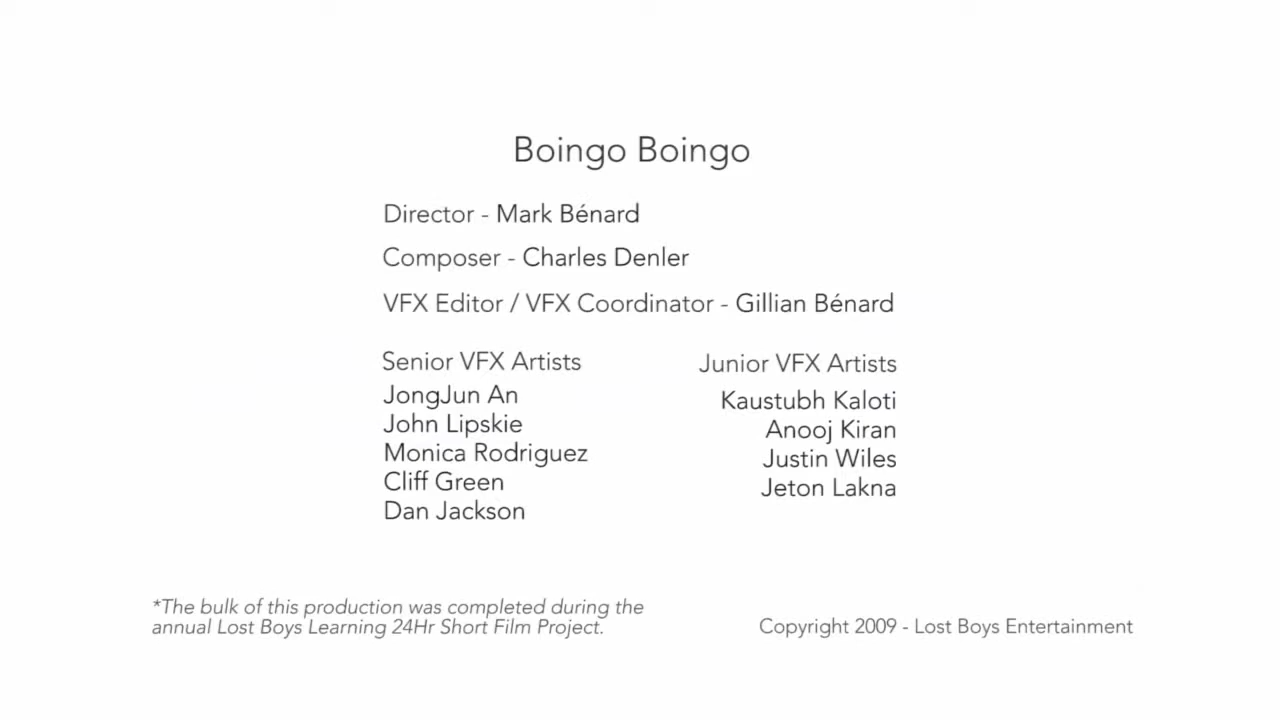 Boingo Boingo
Director - Mark Bénard
Composer - Charles Denler
VFX Editor / VFX Coordinator - Gillian Bénard
Senior VFX Artists
JongJun An
John Lipskie
Monica Rodriguez
Cliff Green
Dan Jackson
Junior VFX Artists
Kaustubh Kaloti
Anooj Kiran
Justin Wiles
Jeton Lakna
*The bulk of this production was completed during the
annual Lost Boys Learning 24Hr Short Film Project.
Copyright 2009 - Lost Boys Entertainment